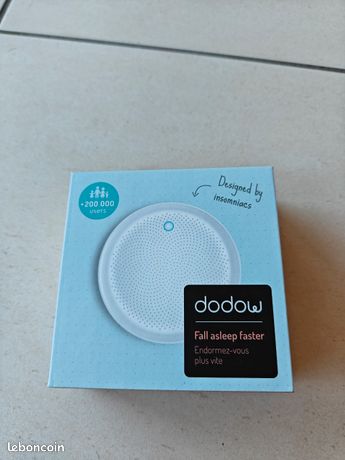 +200 000
users
Designed by
insomniacs
dodow
Fall asleep faster
Endormez-vous
plus vite
leboncoin